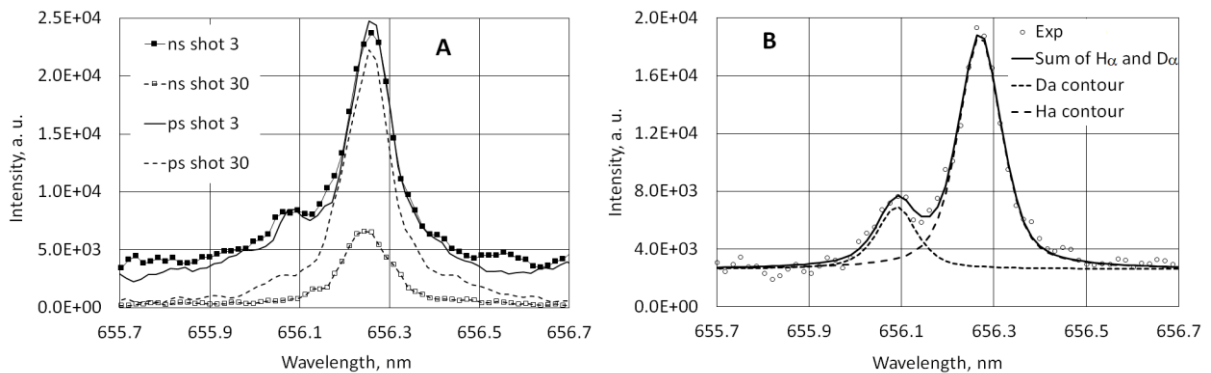 A
Intensity, a. u.
2.5E+04
2.0E+04
1.5E+04
1.0E+04
5.0E+03
0.0E+00
ns shot 3
ns shot 30
ps shot 3
ps shot 30
655.7 655.9 656.1 656.3 656.5 656.7
Wavelength, nm
B
Intensity, a. u.
2.0E+04
1.6E+04
1.2E+04
8.0E+03
4.0E+03
0.0E+00
Exp
Sum of Hα and Dα
Da contour
Ha contour
655.7 655.9 656.1 656.3 656.5 656.7
Wavelength, nm